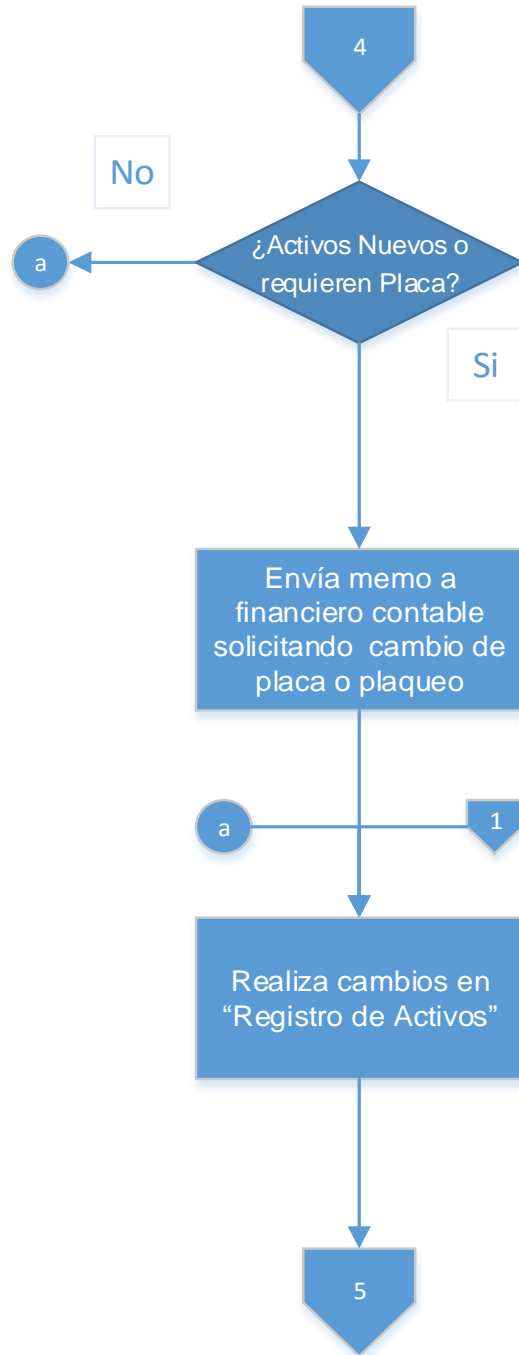 4
No
¿Activos Nuevos o
requieren Placa?
a
Si
Envía memo a
financiero contable
solicitando cambio de
placa o plaqueo
a
1
Realiza cambios en
“Registro de Activos”
5